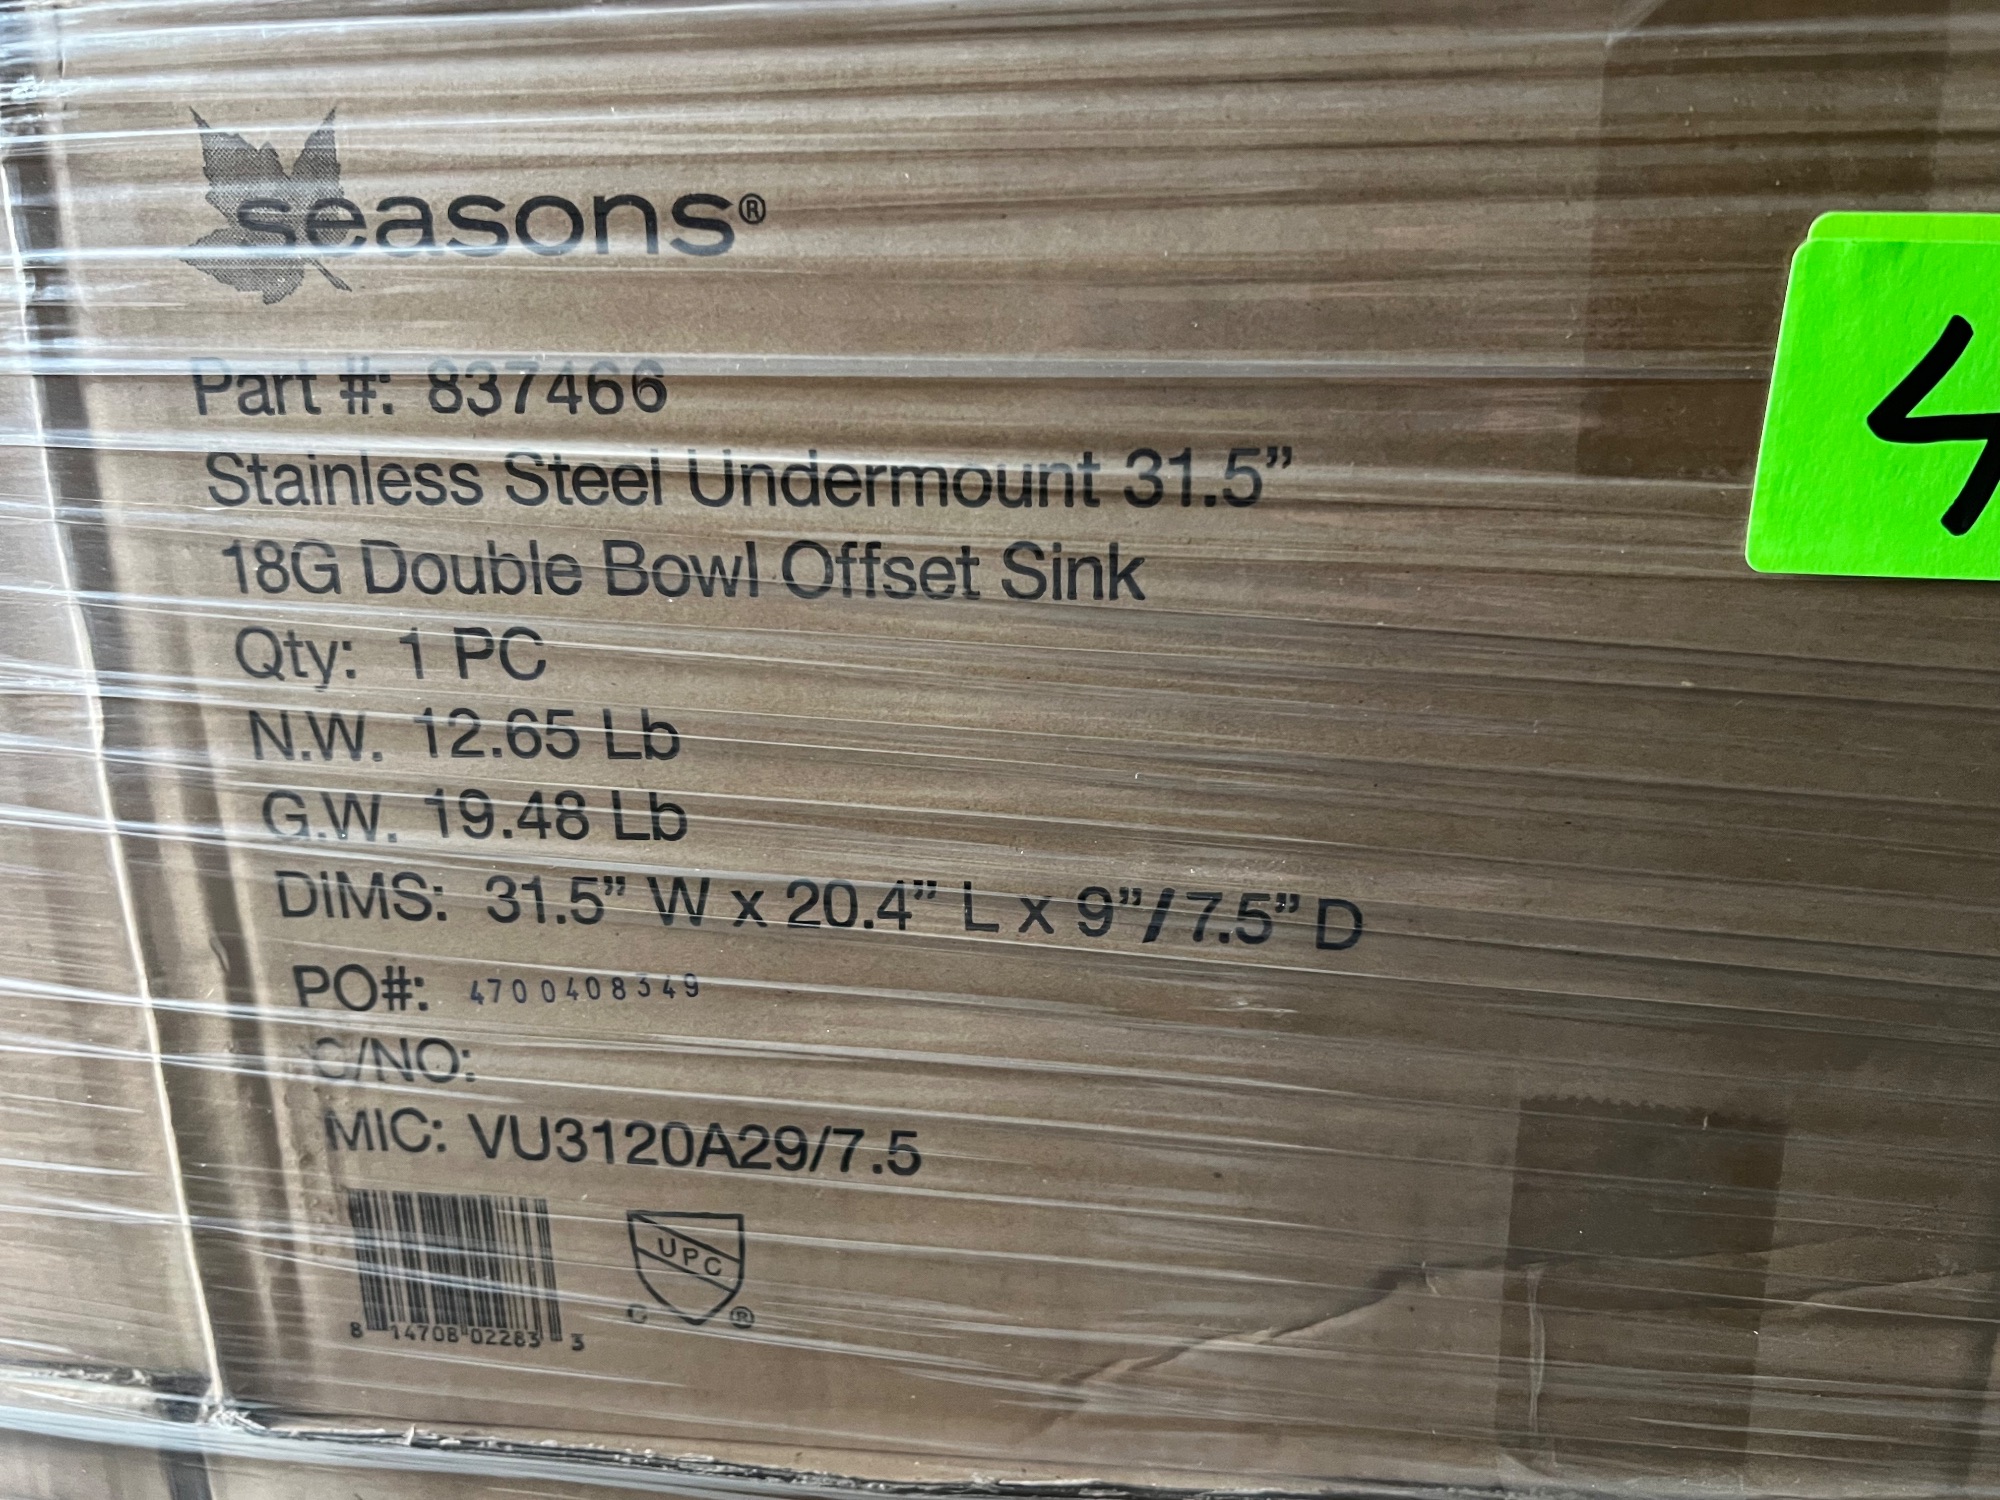 seasons®
Part #: 837466
Stainless Steel Undermount 31.5”
18G Double Bowl Offset Sink
Qty: 1 PC
N.W. 12.65 Lb
G.W. 19.48 Lb
DIMS: 31.5” W x 20.4” L x 9”/7.5” D
PO#: 4700408349
C/NO:
MIC: VU3120A29/7.5
UPC
c ®
8 14708 02283 3
4